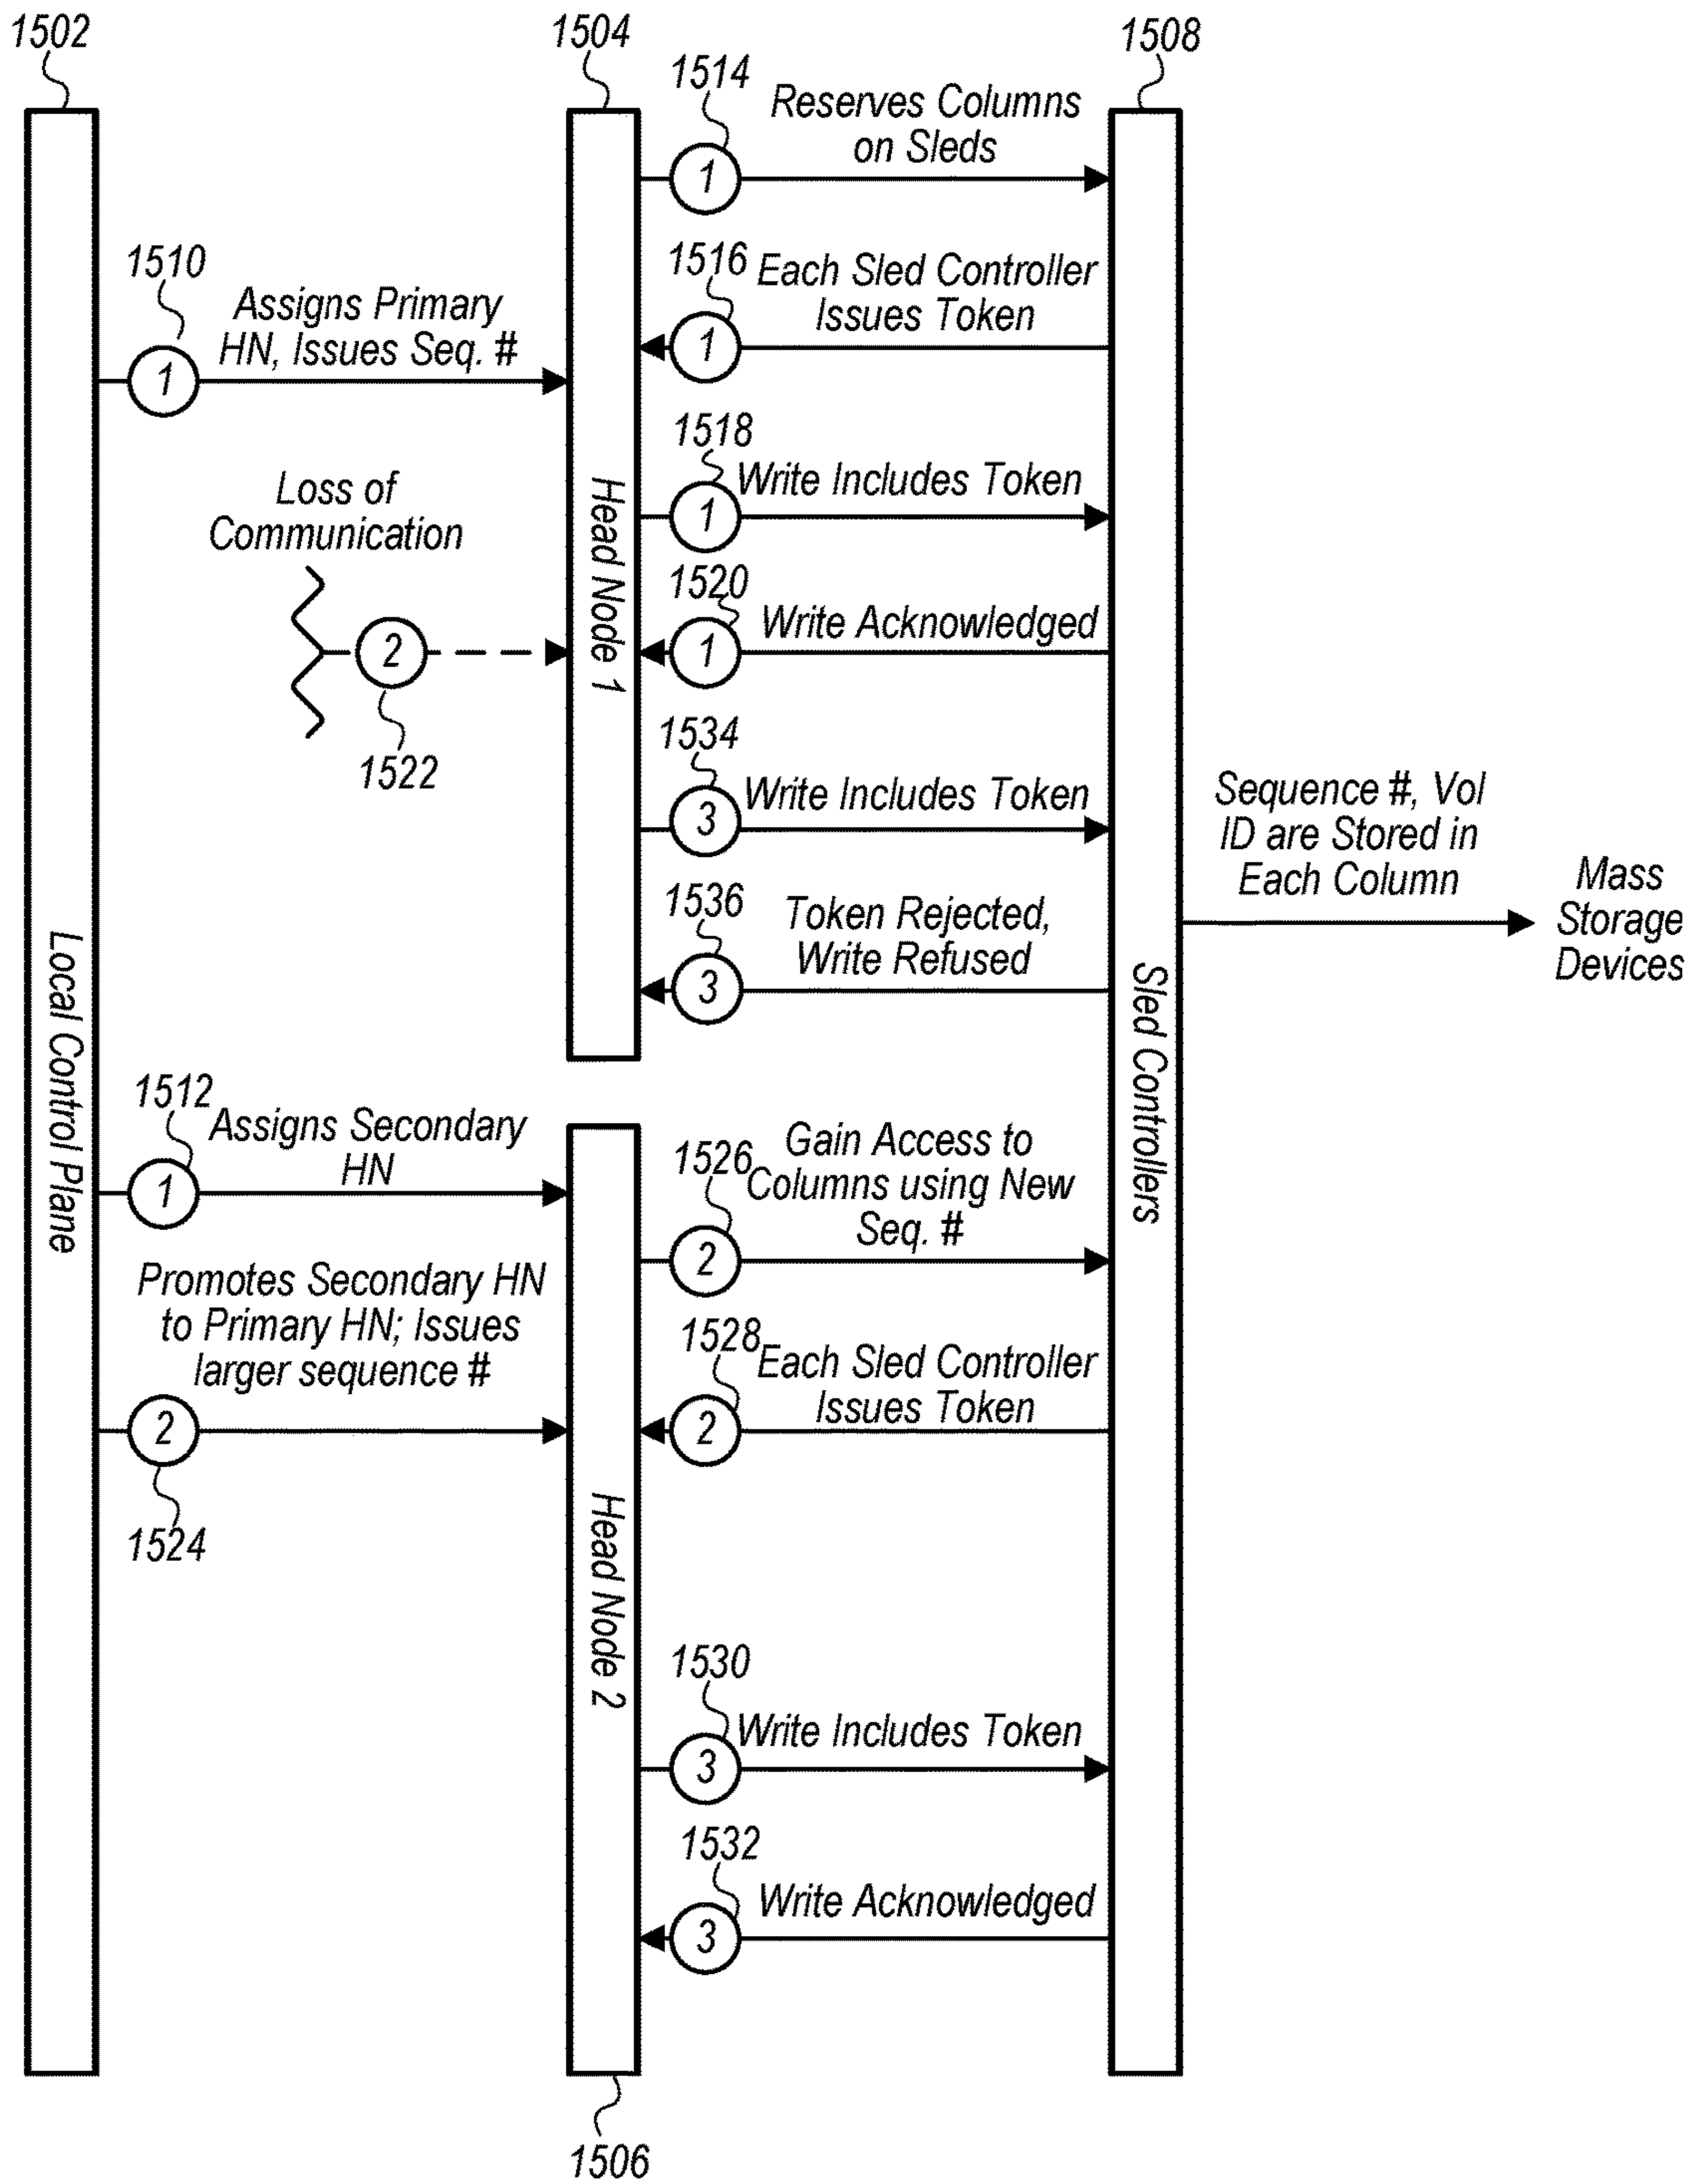 1502
1504
1508
1514
Reserves Columns
on Sleds
1
1510
Assigns Primary
HN, Issues Seq. #
1
1516
Each Sled Controller
Issues Token
1
1518
Write Includes Token
1
Loss of
Communication
2
1522
1520
Write Acknowledged
1
Head Node 1
1534
Write Includes Token
3
1536
Token Rejected,
Write Refused
3
Sequence #, Vol
ID are Stored in
Each Column
Mass
Storage
Devices
Local Control Plane
Sled Controllers
1512
Assigns Secondary
HN
1
1526
Gain Access to
Columns using New
Seq. #
2
Promotes Secondary HN
to Primary HN; Issues
larger sequence #
2
1524
1528
Each Sled Controller
Issues Token
2
Head Node 2
1530
Write Includes Token
3
1532
Write Acknowledged
3
1506